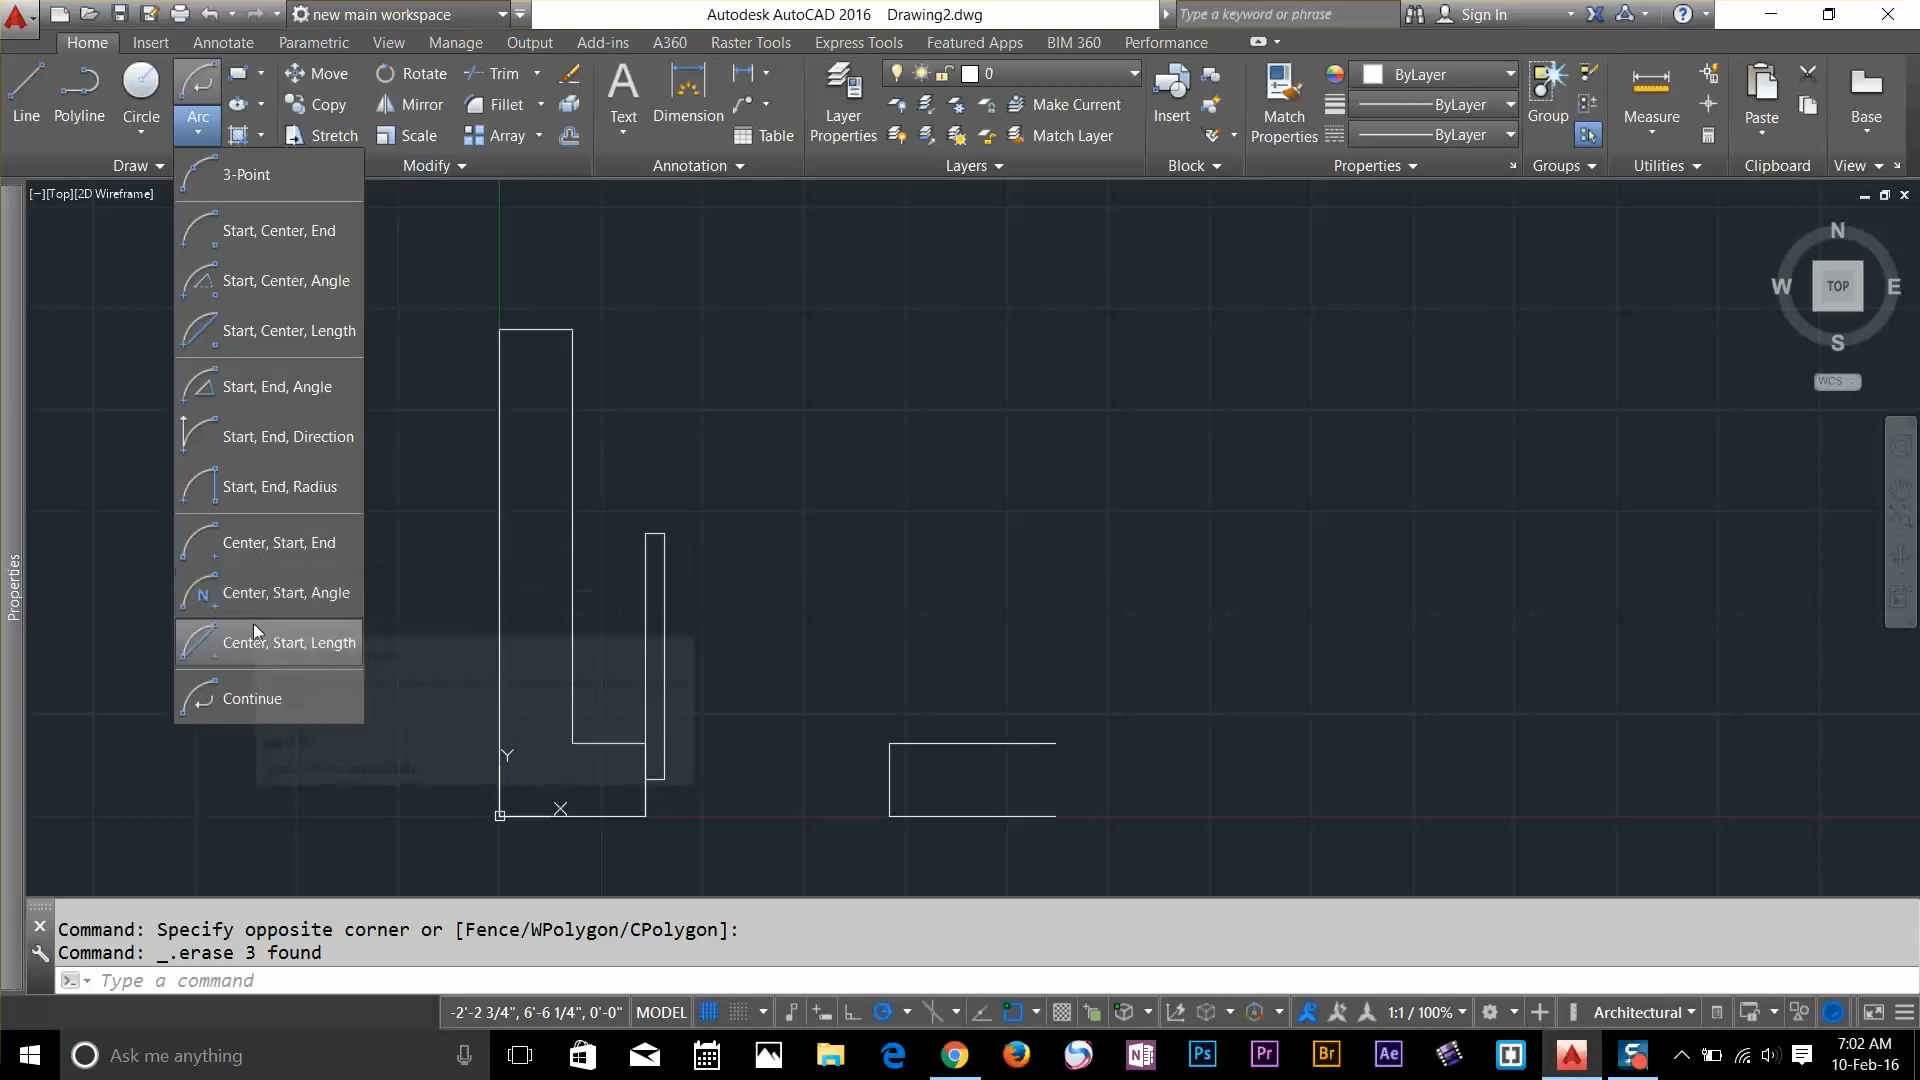 new main workspace
Autodesk AutoCAD 2016 Drawing2.dwg
Type a keyword or phrase
Sign In
Home Insert Annotate Parametric View Manage Output Add-ins A360 Raster Tools Express Tools Featured Apps BIM 360 Performance
Line Polyline Circle Arc
Move Rotate Trim
Copy Mirror Fillet
Stretch Scale Array
Text Dimension Table
Layer Properties
0
Make Current
Match Layer
Insert
Match Properties
ByLayer
ByLayer
ByLayer
Group
Measure
Paste
Base
Draw Modify Annotation Layers Block Properties Groups Utilities Clipboard View
[−][Top][2D Wireframe]
3-Point
Start, Center, End
Start, Center, Angle
Start, Center, Length
Start, End, Angle
Start, End, Direction
Start, End, Radius
Center, Start, End
Center, Start, Angle
Center, Start, Length
Continue
Properties
N
W TOP E
S
WCS
Y
X
Command: Specify opposite corner or [Fence/WPolygon/CPolygon]:
Command: _.erase 3 found
Type a command
-2'-2 3/4", 6'-6 1/4", 0'-0" MODEL 1:1 / 100% Architectural
Ask me anything
N Ps Pr Br Ae
7:02 AM
10-Feb-16